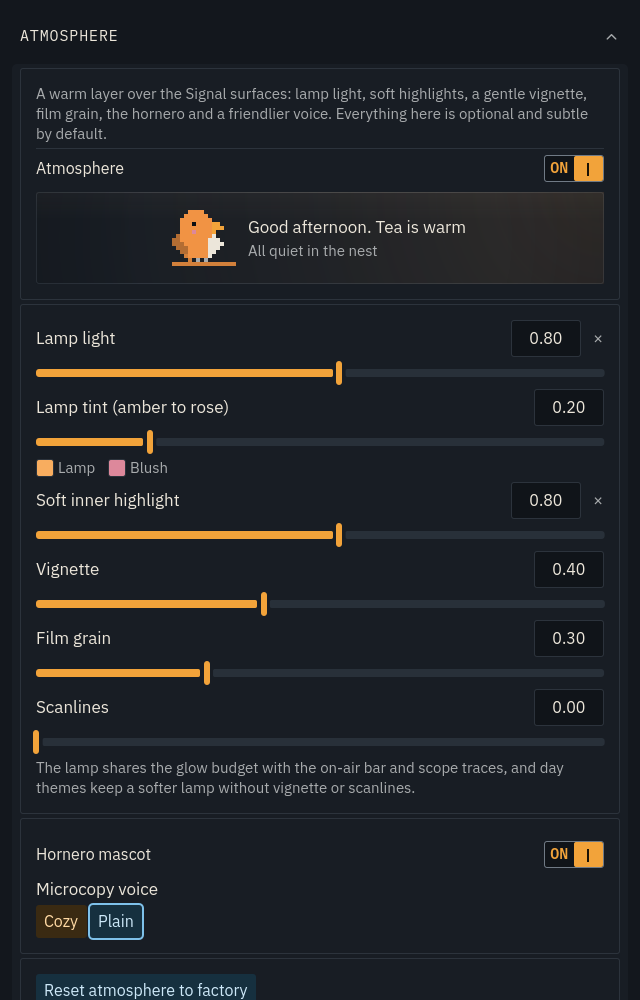 ATMOSPHERE
A warm layer over the Signal surfaces: lamp light, soft highlights, a gentle vignette,
film grain, the hornero and a friendlier voice. Everything here is optional and subtle
by default.
Atmosphere ON
Good afternoon. Tea is warm
All quiet in the nest
Lamp light 0.80 ×
Lamp tint (amber to rose) 0.20
Lamp Blush
Soft inner highlight 0.80 ×
Vignette 0.40
Film grain 0.30
Scanlines 0.00
The lamp shares the glow budget with the on-air bar and scope traces, and day
themes keep a softer lamp without vignette or scanlines.
Hornero mascot ON
Microcopy voice
Cozy Plain
Reset atmosphere to factory